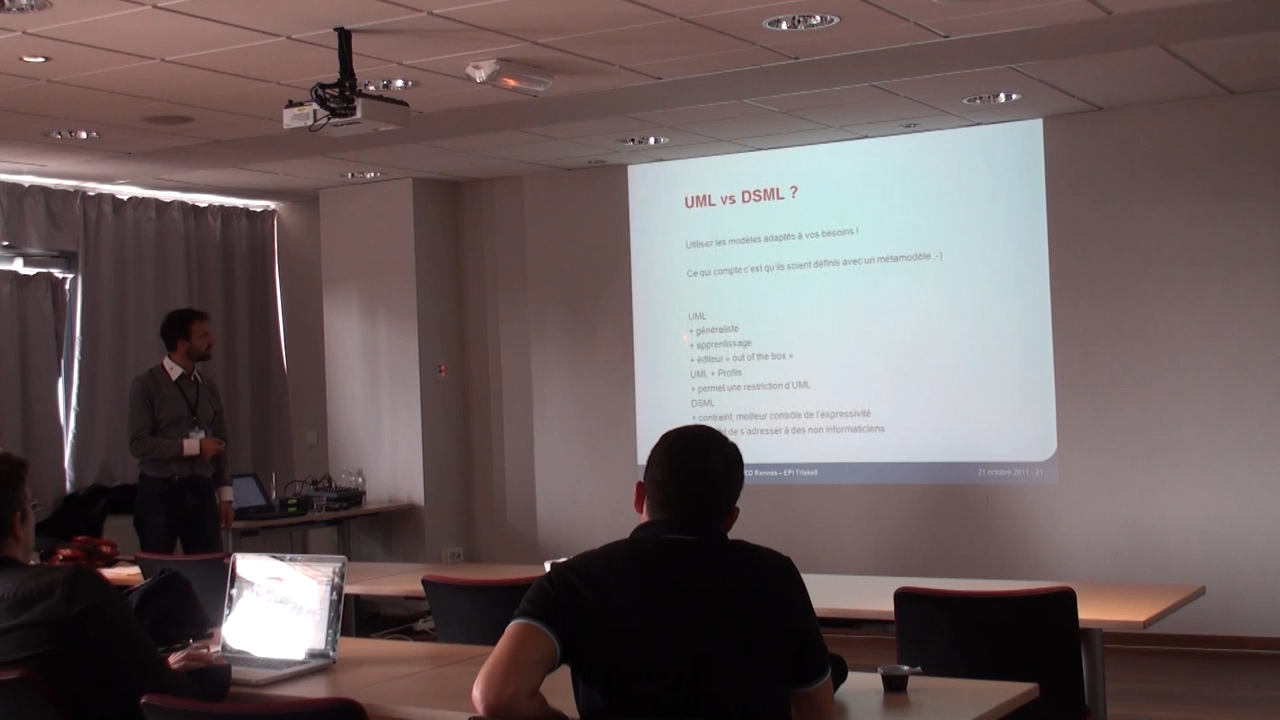 UML vs DSML ?
Utilisez les modèles adaptés à vos besoins !
Ce qui compte c'est qu'ils soient définis avec un métamodèle ;-)
UML
+ généraliste
+ apprentissage
+ éditeur « out of the box »
UML + Profils
+ permet une restriction d'UML
DSML
+ contraint, meilleur contrôle de l'expressivité
de s'adresser à des non informaticiens
Rennes – EPI Triskell
21 octobre 2011 - 21